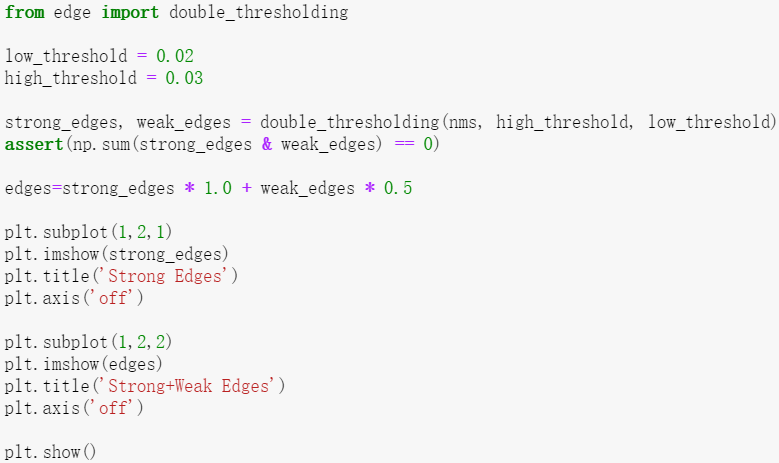 from edge import double_thresholding
low_threshold = 0.02
high_threshold = 0.03
strong_edges, weak_edges = double_thresholding(nms, high_threshold, low_threshold)
assert(np.sum(strong_edges & weak_edges) == 0)
edges=strong_edges * 1.0 + weak_edges * 0.5
plt.subplot(1,2,1)
plt.imshow(strong_edges)
plt.title('Strong Edges')
plt.axis('off')
plt.subplot(1,2,2)
plt.imshow(edges)
plt.title('Strong+Weak Edges')
plt.axis('off')
plt.show()